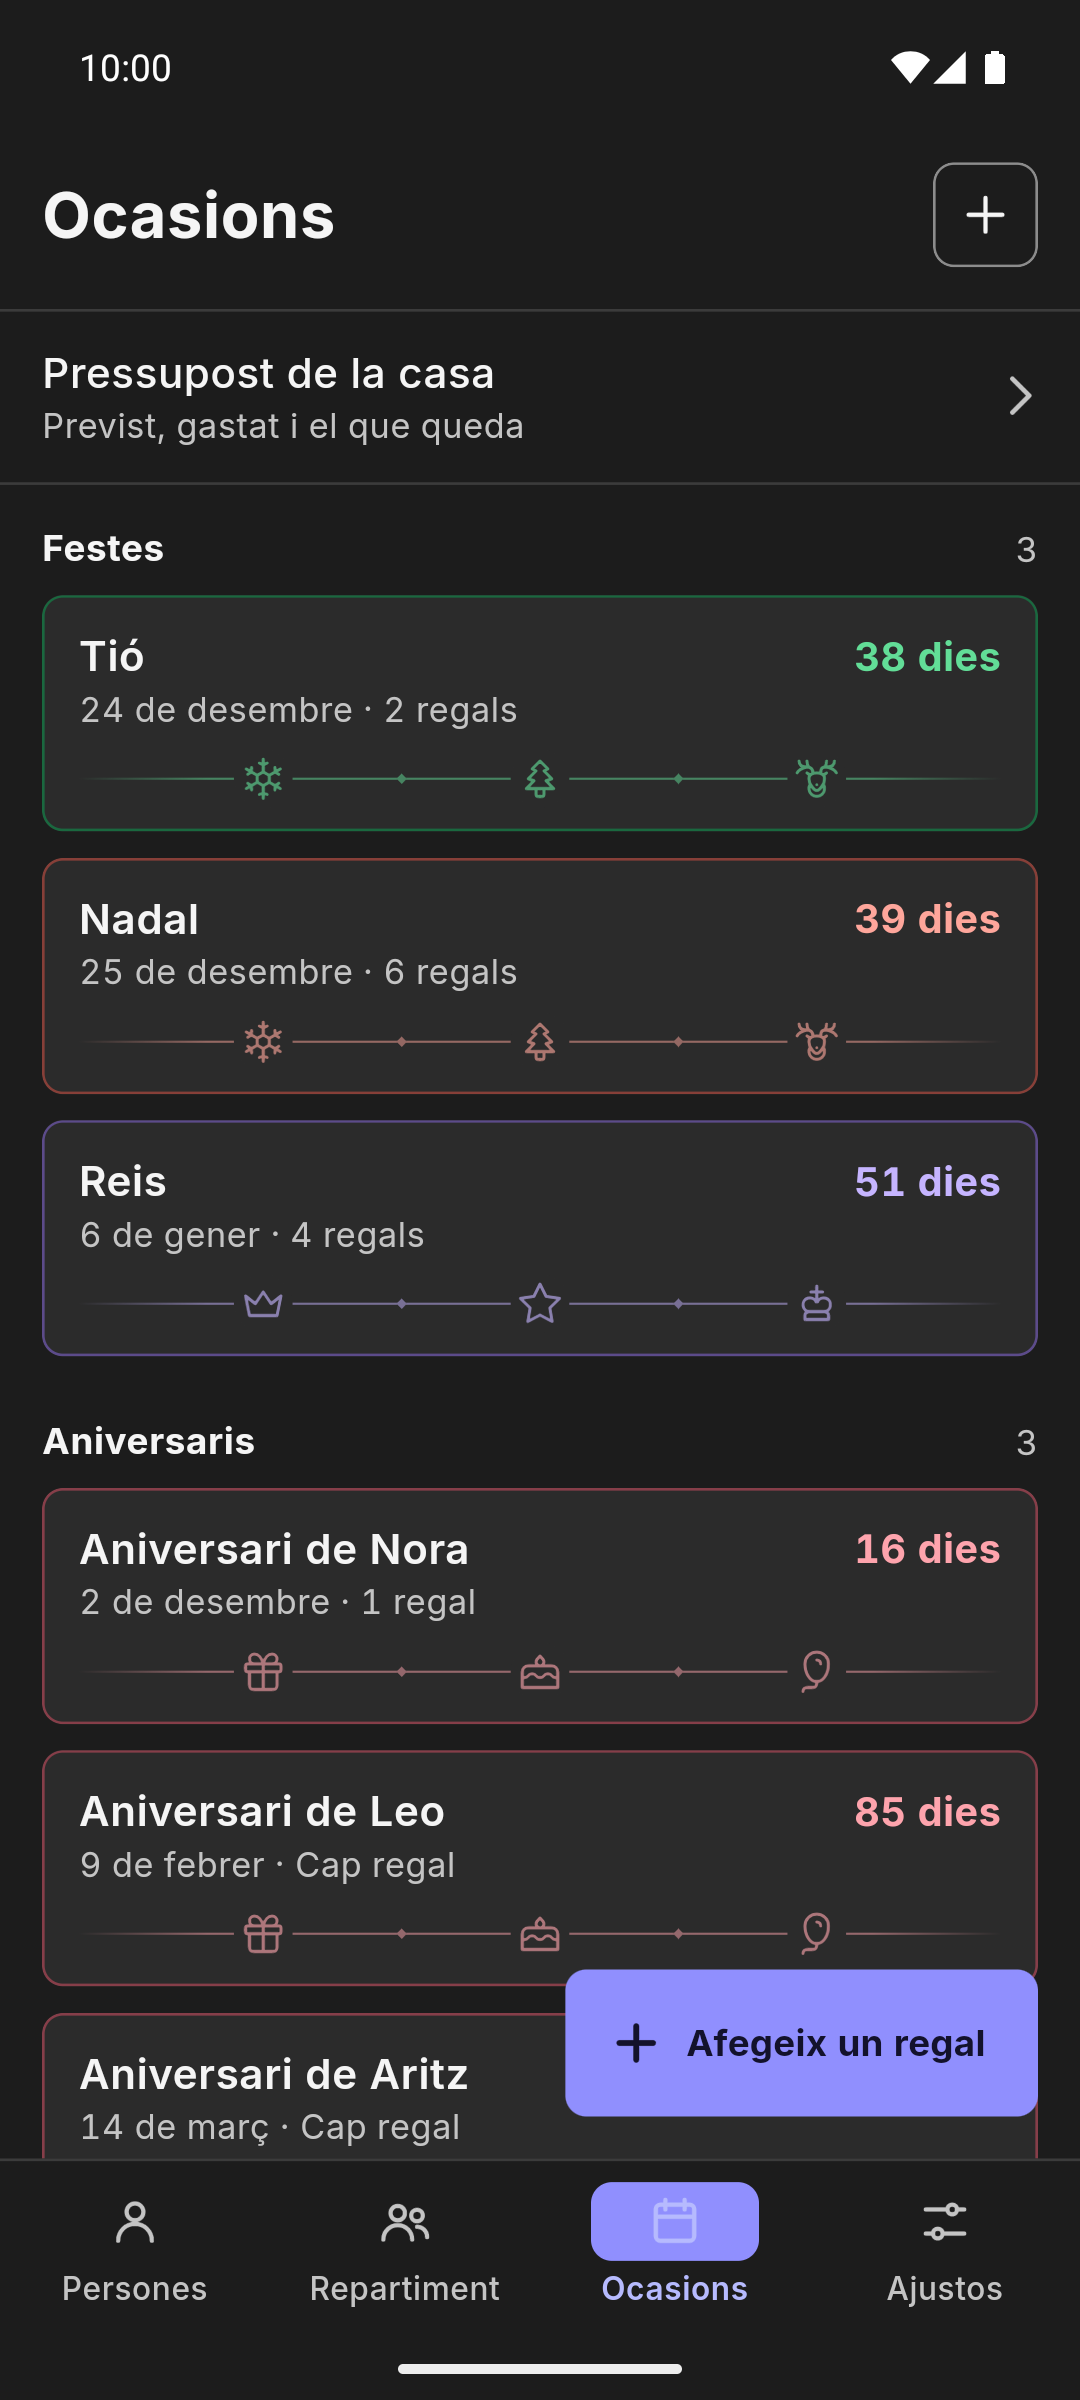 10:00
Ocasions
Pressupost de la casa
Previst, gastat i el que queda
Festes
3
Tió
38 dies
24 de desembre · 2 regals
Nadal
39 dies
25 de desembre · 6 regals
Reis
51 dies
6 de gener · 4 regals
Aniversaris
3
Aniversari de Nora
16 dies
2 de desembre · 1 regal
Aniversari de Leo
85 dies
9 de febrer · Cap regal
Aniversari de Aritz
14 de març · Cap regal
Afegeix un regal
Persones
Repartiment
Ocasions
Ajustos